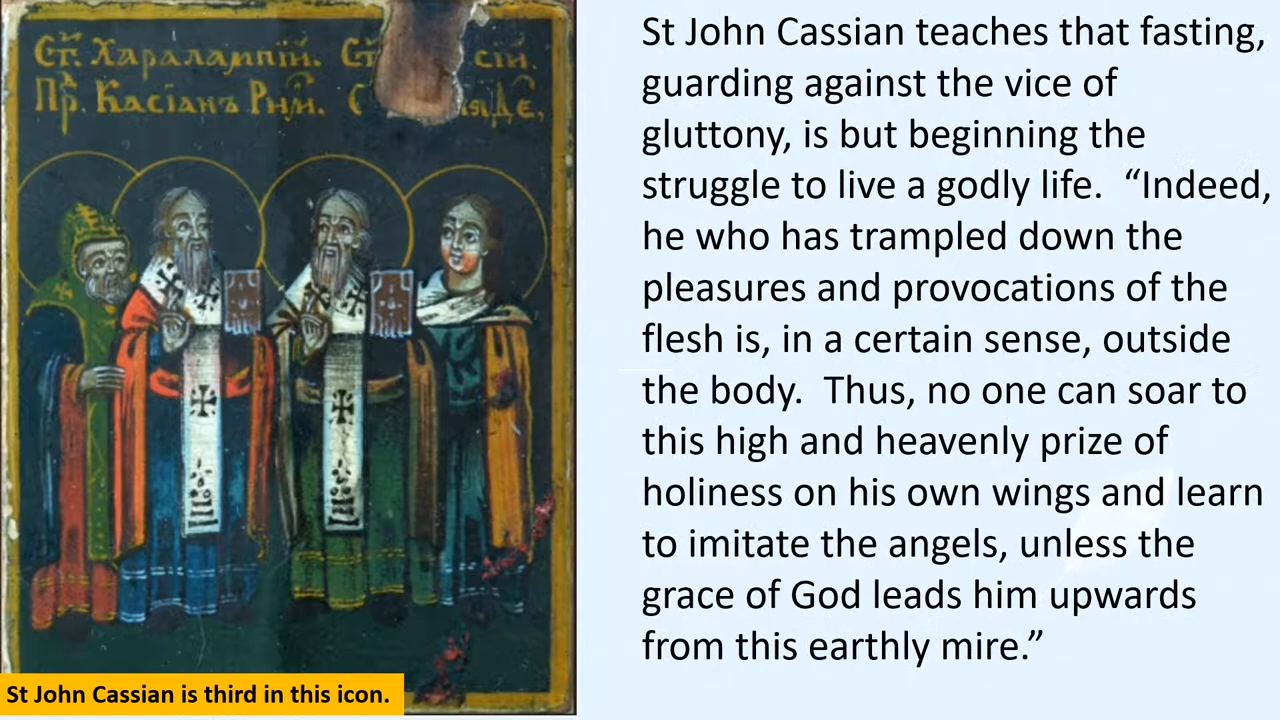 Ст҃: Харалампїй. Ст сїй.
Пр. Касїанъ Рим. С
St John Cassian teaches that fasting,
guarding against the vice of
gluttony, is but beginning the
struggle to live a godly life.  “Indeed,
he who has trampled down the
pleasures and provocations of the
flesh is, in a certain sense, outside
the body.  Thus, no one can soar to
this high and heavenly prize of
holiness on his own wings and learn
to imitate the angels, unless the
grace of God leads him upwards
from this earthly mire.”
St John Cassian is third in this icon.